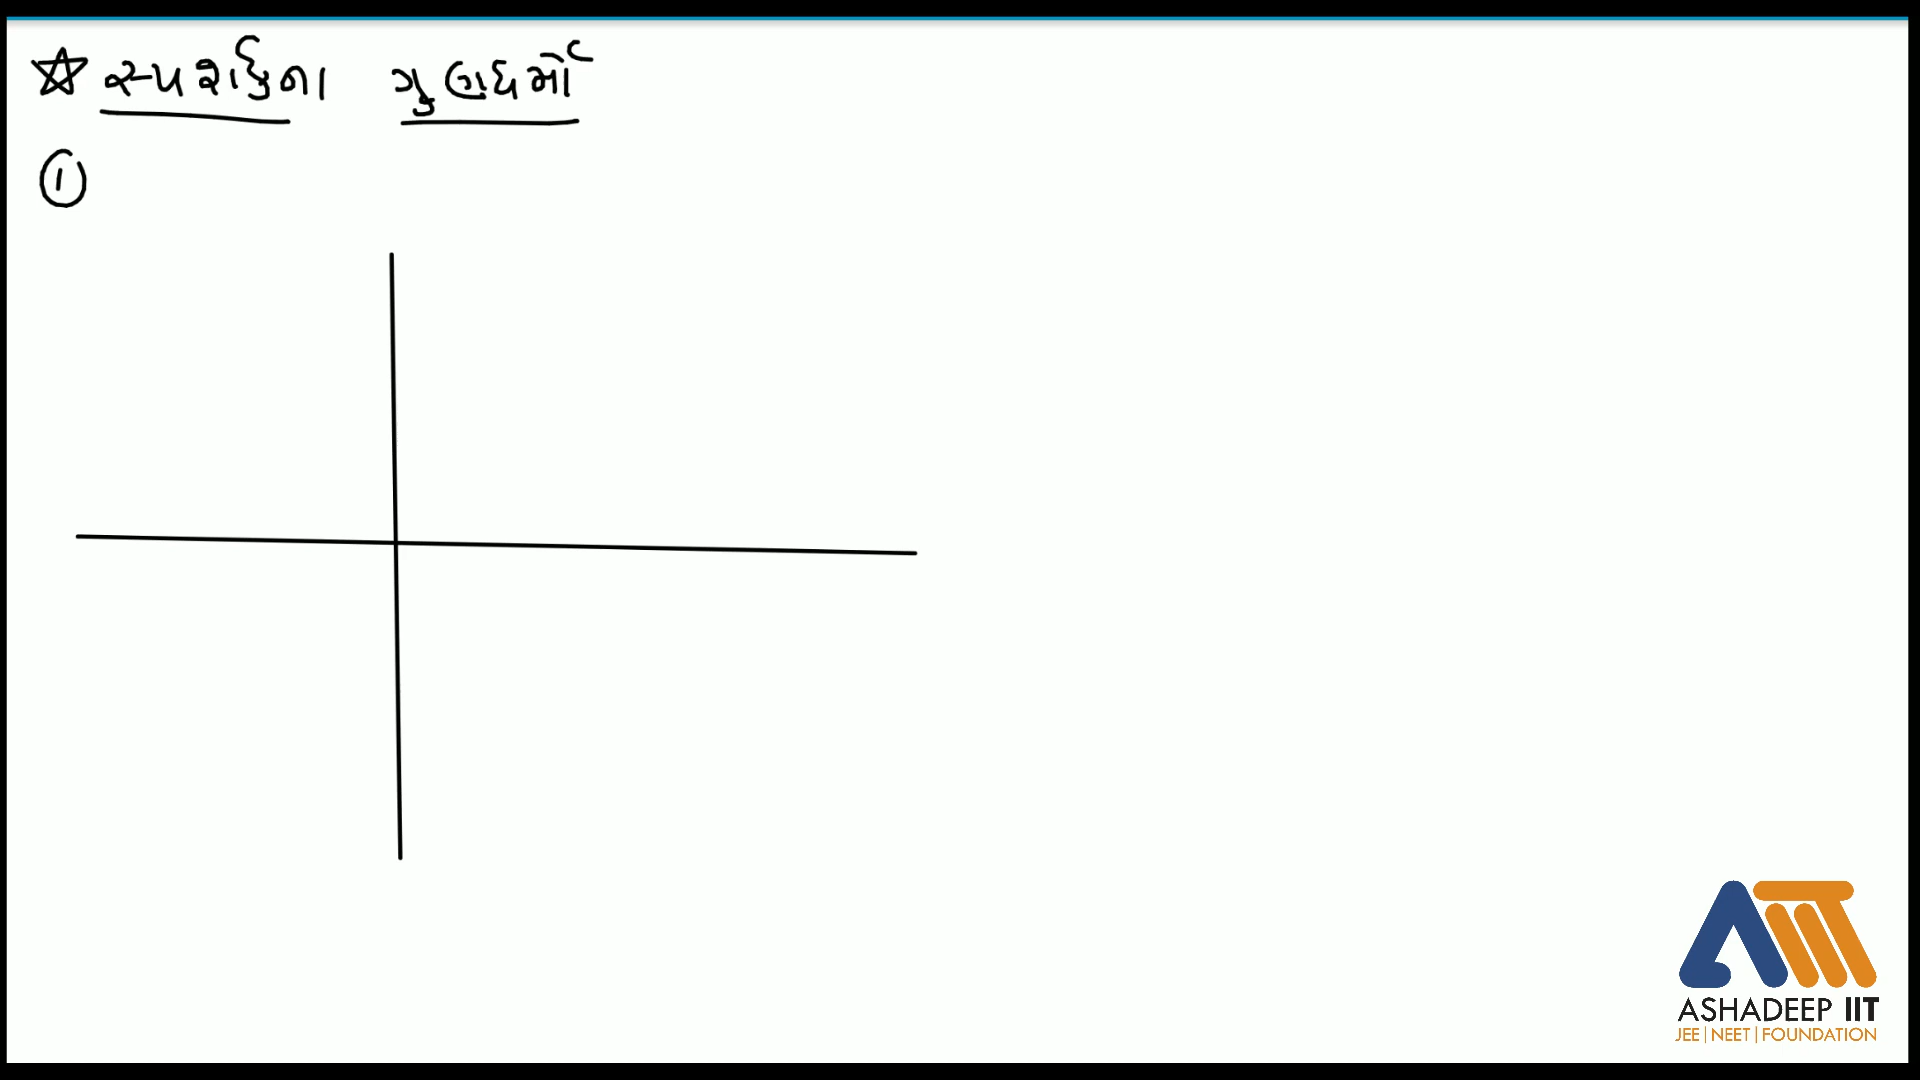 ☆ સ્પર્શકના ગુણધર્મો
①
ASHADEEP IIT
JEE | NEET | FOUNDATION